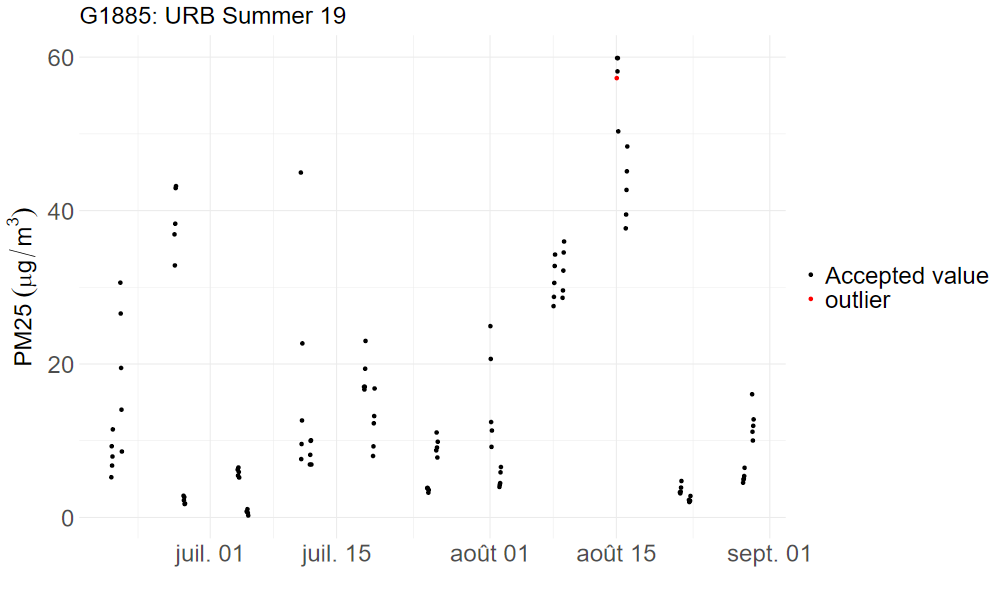 G1885: URB Summer 19
PM25 (μg/m³)
60
40
20
0
juil. 01
juil. 15
août 01
août 15
sept. 01
Accepted value
outlier